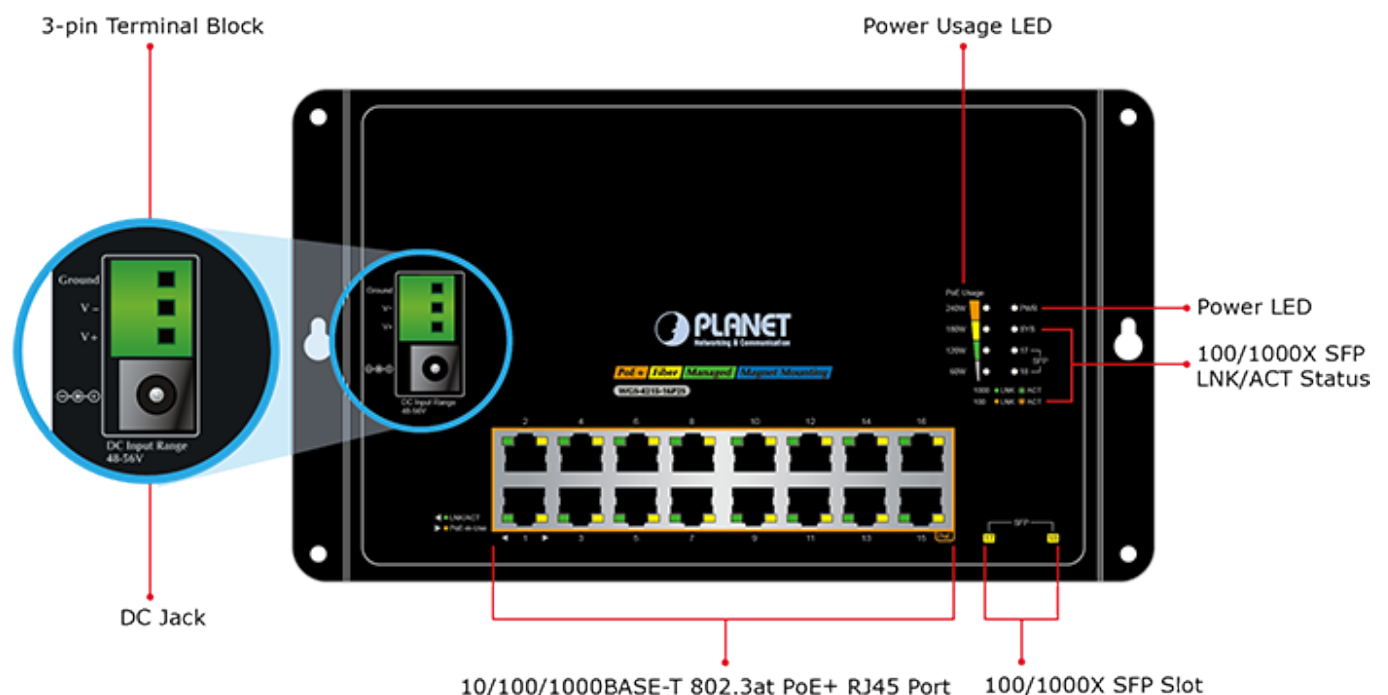 3-pin Terminal Block
Power Usage LED
Ground
V –
V +
DC Input Range
48-56V
Ground
V-
V+
DC Input Range
48-56V
PLANET
Networking & Communication
PoE + Fiber Managed Magnet Mounting
WGS-4215-16P2S
PoE Usage
240W PWR
180W SYS
120W 17
SFP
60W 18
1000 LNK ACT
100 LNK ACT
Power LED
100/1000X SFP
LNK/ACT Status
2 4 6 8 10 12 14 16
LNK/ACT
PoE-in-Use
1 3 5 7 9 11 13 15
SFP
17 18
DC Jack
10/100/1000BASE-T 802.3at PoE+ RJ45 Port
100/1000X SFP Slot